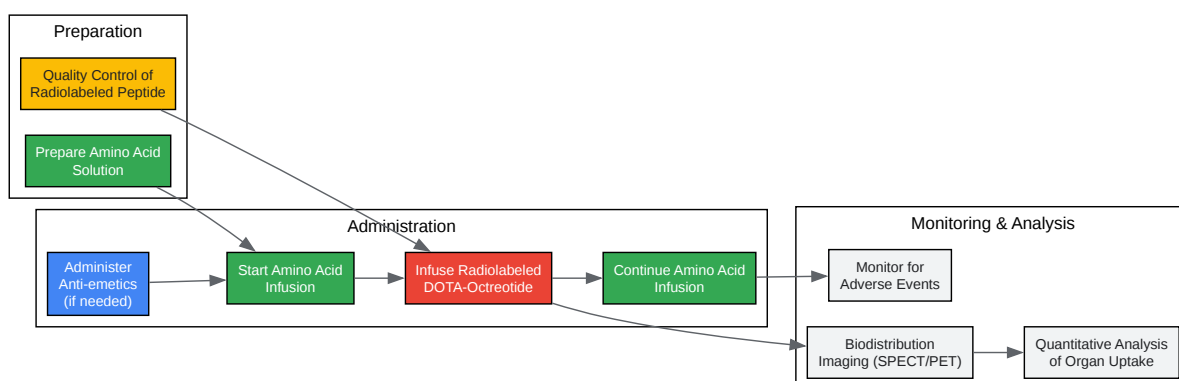 Preparation
Quality Control of
Radiolabeled Peptide
Prepare Amino Acid
Solution
Administration
Administer
Anti-emetics
(if needed)
Start Amino Acid
Infusion
Infuse Radiolabeled
DOTA-Octreotide
Continue Amino Acid
Infusion
Monitoring & Analysis
Monitor for
Adverse Events
Biodistribution
Imaging (SPECT/PET)
Quantitative Analysis
of Organ Uptake